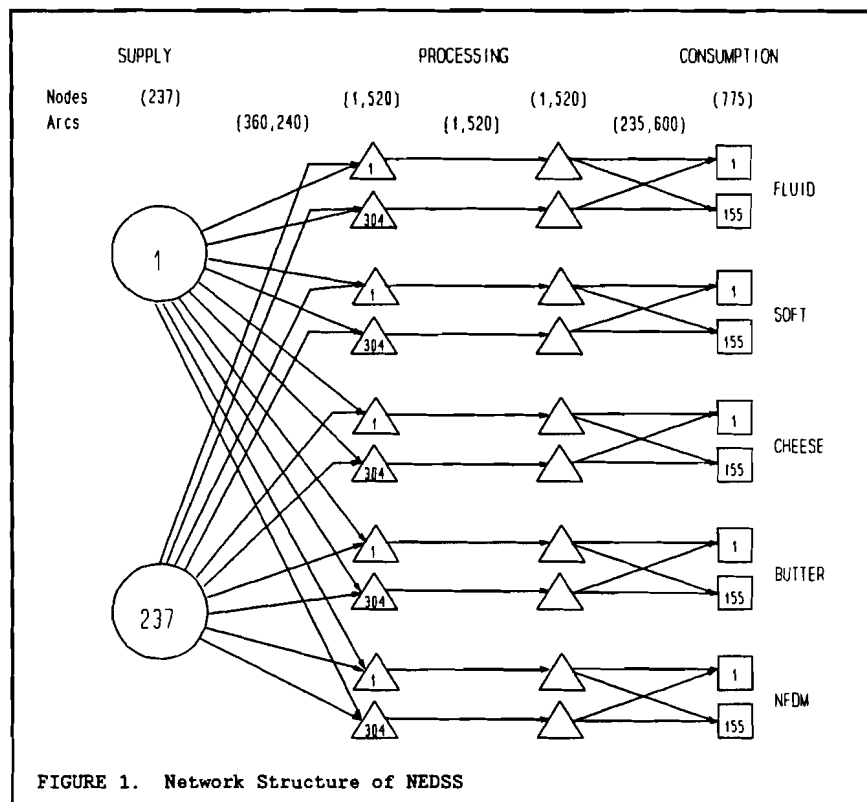 SUPPLY PROCESSING CONSUMPTION
Nodes (237) (1,520) (1,520) (775)
Arcs (360,240) (1,520) (235,600)
1 1
FLUID
304 155
1
1 1
SOFT
304 155
1 1
CHEESE
304 155
1 1
BUTTER
237
304 155
1 1
NFDM
304 155
FIGURE 1. Network Structure of NEDSS